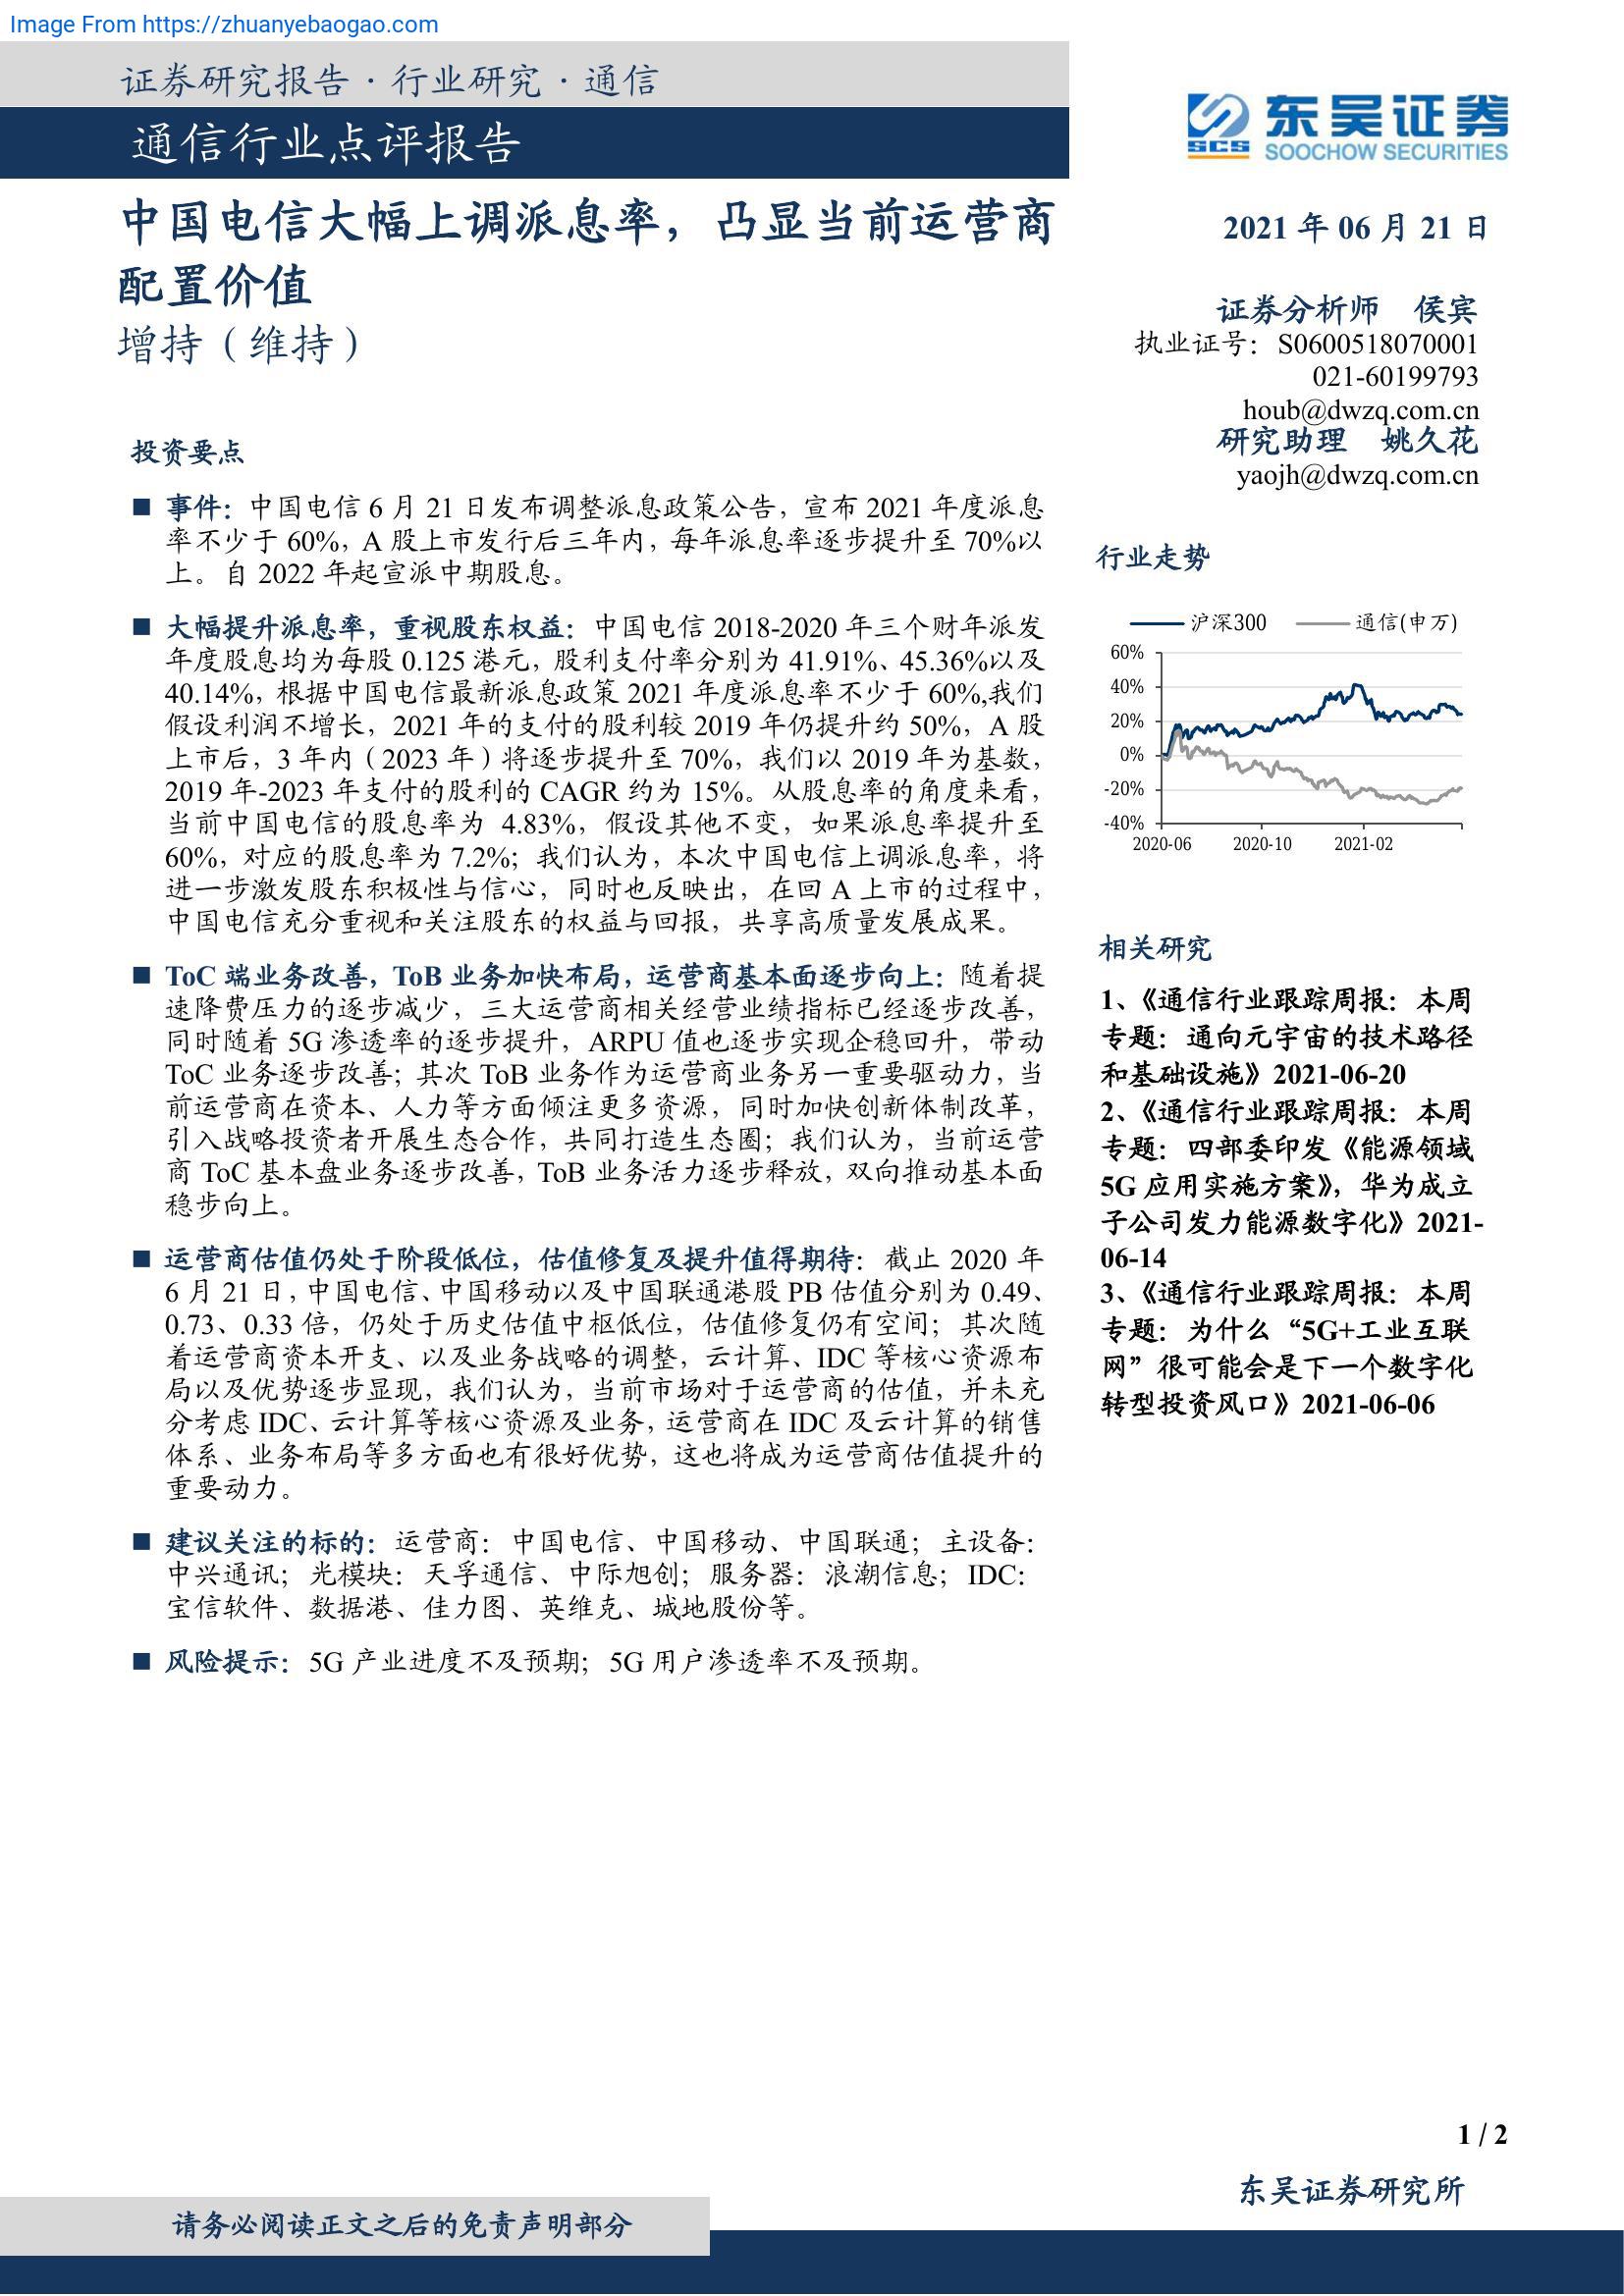 Image From https://zhuanyebaogao.com
证券研究报告 · 行业研究 · 通信
通信行业点评报告
东吴证券
SCS
SOOCHOW SECURITIES
中国电信大幅上调派息率，凸显当前运营商
配置价值
增持（维持）
2021 年 06 月 21 日
证券分析师 侯宾
执业证号：S0600518070001
021-60199793
houb@dwzq.com.cn
研究助理 姚久花
yaojh@dwzq.com.cn
投资要点
■ 事件：中国电信 6 月 21 日发布调整派息政策公告，宣布 2021 年度派息
率不少于 60%，A 股上市发行后三年内，每年派息率逐步提升至 70%以
上。自 2022 年起宣派中期股息。
■ 大幅提升派息率，重视股东权益：中国电信 2018-2020 年三个财年派发
年度股息均为每股 0.125 港元，股利支付率分别为 41.91%、45.36%以及
40.14%，根据中国电信最新派息政策 2021 年度派息率不少于 60%,我们
假设利润不增长，2021 年的支付的股利较 2019 年仍提升约 50%，A 股
上市后，3 年内（2023 年）将逐步提升至 70%，我们以 2019 年为基数，
2019 年-2023 年支付的股利的 CAGR 约为 15%。从股息率的角度来看，
当前中国电信的股息率为 4.83%，假设其他不变，如果派息率提升至
60%，对应的股息率为 7.2%；我们认为，本次中国电信上调派息率，将
进一步激发股东积极性与信心，同时也反映出，在回 A 上市的过程中，
中国电信充分重视和关注股东的权益与回报，共享高质量发展成果。
■ ToC 端业务改善，ToB 业务加快布局，运营商基本面逐步向上：随着提
速降费压力的逐步减少，三大运营商相关经营业绩指标已经逐步改善，
同时随着 5G 渗透率的逐步提升，ARPU 值也逐步实现企稳回升，带动
ToC 业务逐步改善；其次 ToB 业务作为运营商业务另一重要驱动力，当
前运营商在资本、人力等方面倾注更多资源，同时加快创新体制改革，
引入战略投资者开展生态合作，共同打造生态圈；我们认为，当前运营
商 ToC 基本盘业务逐步改善，ToB 业务活力逐步释放，双向推动基本面
稳步向上。
■ 运营商估值仍处于阶段低位，估值修复及提升值得期待：截止 2020 年
6 月 21 日，中国电信、中国移动以及中国联通港股 PB 估值分别为 0.49、
0.73、0.33 倍，仍处于历史估值中枢低位，估值修复仍有空间；其次随
着运营商资本开支、以及业务战略的调整，云计算、IDC 等核心资源布
局以及优势逐步显现，我们认为，当前市场对于运营商的估值，并未充
分考虑 IDC、云计算等核心资源及业务，运营商在 IDC 及云计算的销售
体系、业务布局等多方面也有很好优势，这也将成为运营商估值提升的
重要动力。
■ 建议关注的标的：运营商：中国电信、中国移动、中国联通；主设备：
中兴通讯；光模块：天孚通信、中际旭创；服务器：浪潮信息；IDC：
宝信软件、数据港、佳力图、英维克、城地股份等。
■ 风险提示：5G 产业进度不及预期；5G 用户渗透率不及预期。
行业走势
沪深300 通信(申万)
60%
40%
20%
0%
-20%
-40%
2020-06 2020-10 2021-02
相关研究
1、《通信行业跟踪周报：本周
专题：通向元宇宙的技术路径
和基础设施》2021-06-20
2、《通信行业跟踪周报：本周
专题：四部委印发《能源领域
5G 应用实施方案》，华为成立
子公司发力能源数字化》2021-
06-14
3、《通信行业跟踪周报：本周
专题：为什么“5G+工业互联
网”很可能会是下一个数字化
转型投资风口》2021-06-06
1 / 2
东吴证券研究所
请务必阅读正文之后的免责声明部分